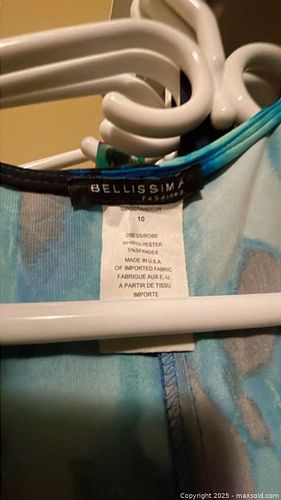 BELLISSIMA
FASHIONS
10
DRESS/ROBE
POLYESTER
5% SPANDEX
MADE IN U.S.A.
OF IMPORTED FABRIC
FABRIQUE AUX E.-U.
A PARTIR DE TISSU
IMPORTE
Copyright © 2025 - maxsold.com